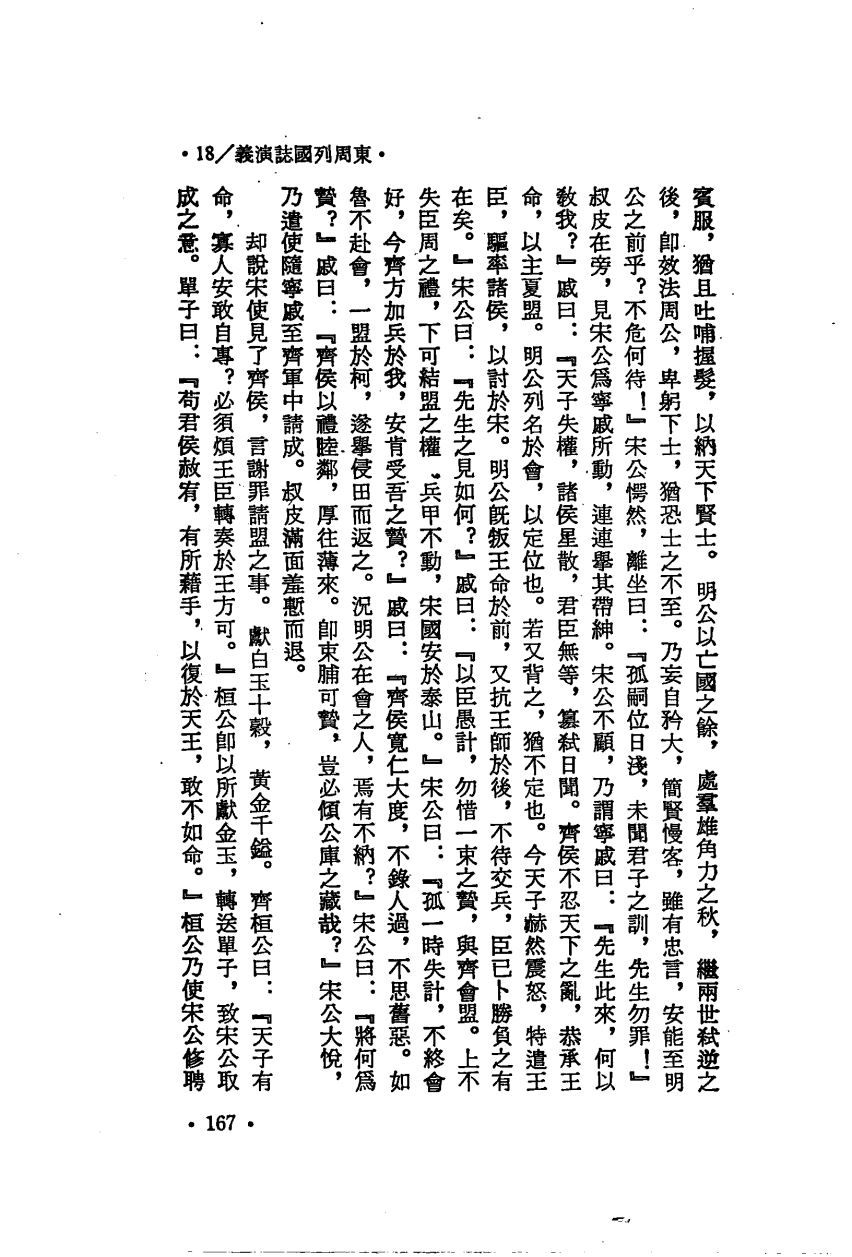 •18／義演誌國列周東•
賓服，猶且吐哺握髮，以納天下賢士。明公以亡國之餘，處羣雄角力之秋，繼兩世弒逆之
後，卽效法周公，卑躬下士，猶恐士之不至。乃妄自矜大，簡賢慢客，雖有忠言，安能至明
公之前乎？不危何待！』宋公愕然，離坐曰：『孤嗣位日淺，未聞君子之訓，先生勿罪！』
叔皮在旁，見宋公爲寧戚所動，連連舉其帶紳。宋公不顧，乃謂寧戚曰：『先生此來，何以
敎我？』戚曰：『天子失權，諸侯星散，君臣無等，篡弒日聞。齊侯不忍天下之亂，恭承王
命，以主夏盟。明公列名於會，以定位也。若又背之，猶不定也。今天子赫然震怒，特遣王
臣，驅率諸侯，以討於宋。明公旣叛王命於前，又抗王師於後，不待交兵，臣已卜勝負之有
在矣。』宋公曰：『先生之見如何？』戚曰：『以臣愚計，勿惜一束之贄，與齊會盟。上不
失臣周之禮，下可結盟之權，兵甲不動，宋國安於泰山。』宋公曰：『孤一時失計，不終會
好，今齊方加兵於我，安肯受吾之贄？』戚曰：『齊侯寬仁大度，不錄人過，不思舊惡。如
魯不赴會，一盟於柯，遂舉侵田而返之。況明公在會之人，焉有不納？』宋公曰：『將何爲
贄？』戚曰：『齊侯以禮睦鄰，厚往薄來。卽束脯可贄，豈必傾公庫之藏哉？』宋公大悅，
乃遣使隨寧戚至齊軍中請成。叔皮滿面羞慙而退。
却說宋使見了齊侯，言謝罪請盟之事。獻白玉十穀，黃金千鎰。齊桓公曰：『天子有
命，寡人安敢自專？必須煩王臣轉奏於王方可。』桓公卽以所獻金玉，轉送單子，致宋公取
成之意。單子曰：『苟君侯赦宥，有所藉手，以復於天王，敢不如命。』桓公乃使宋公修聘
•167•